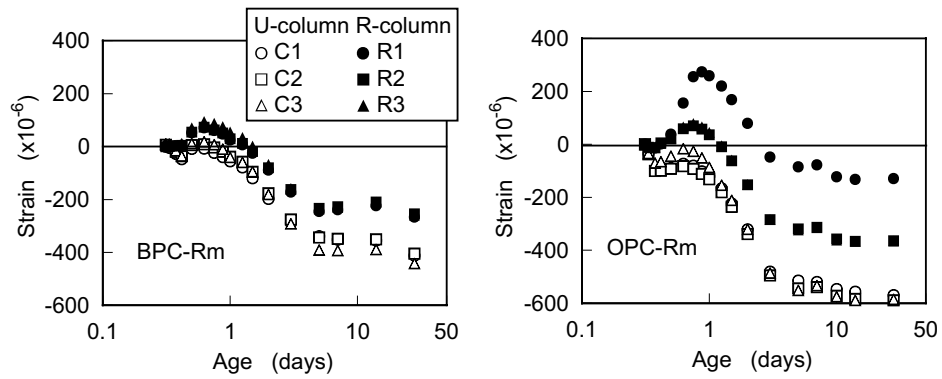 400
200
0
-200
-400
-600
Strain (x10-6)
U-column R-column
C1 R1
C2 R2
C3 R3
BPC-Rm
0.1 1 10 50
Age (days)
400
200
0
-200
-400
-600
Strain (x10-6)
OPC-Rm
0.1 1 10 50
Age (days)